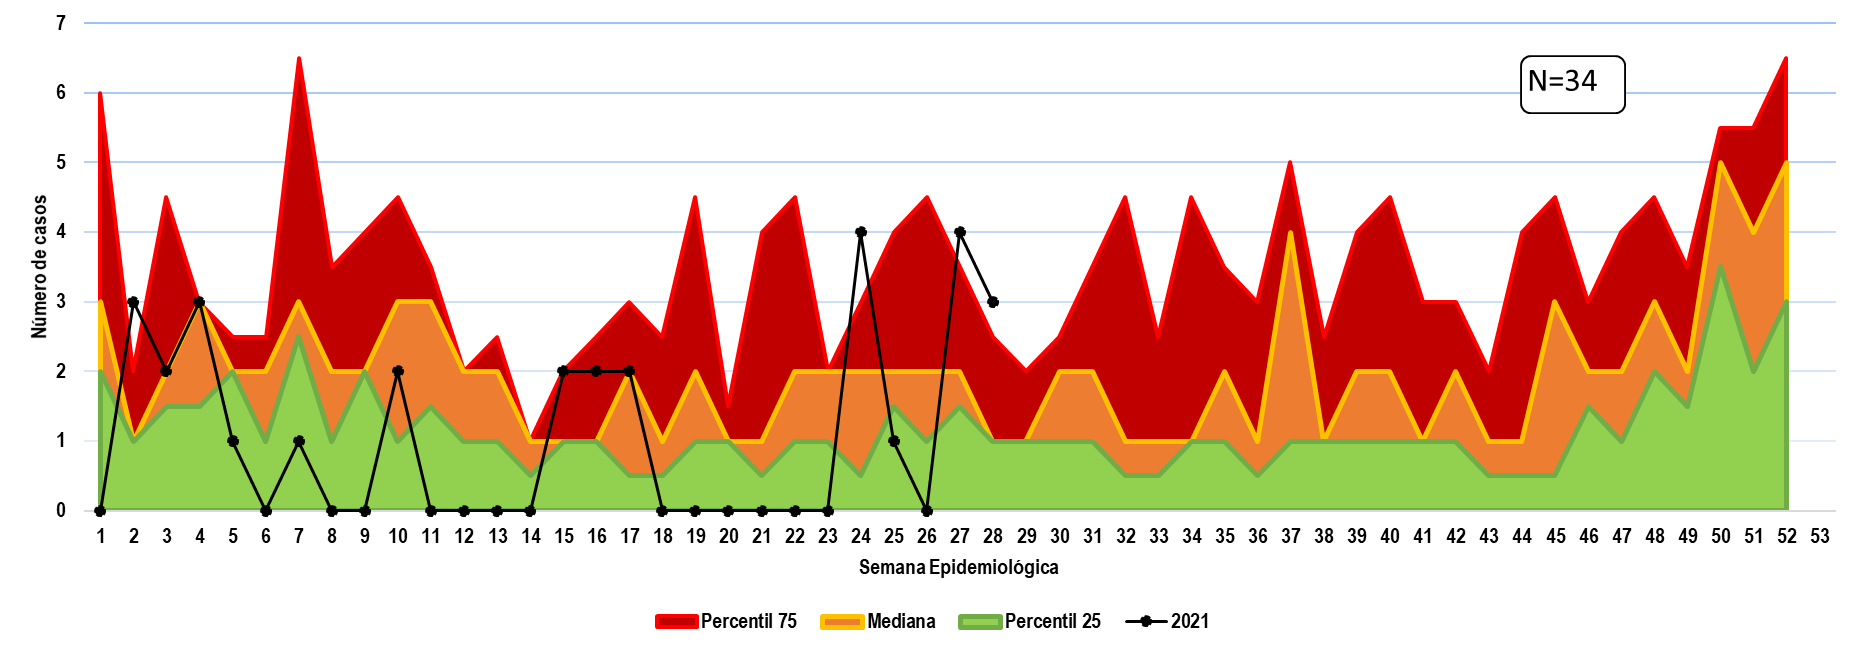 7
N=34
6
5
4
3
2
1
0
Número de casos
1 2 3 4 5 6 7 8 9 10 11 12 13 14 15 16 17 18 19 20 21 22 23 24 25 26 27 28 29 30 31 32 33 34 35 36 37 38 39 40 41 42 43 44 45 46 47 48 49 50 51 52 53
Semana Epidemiológica
Percentil 75 Mediana Percentil 25 2021